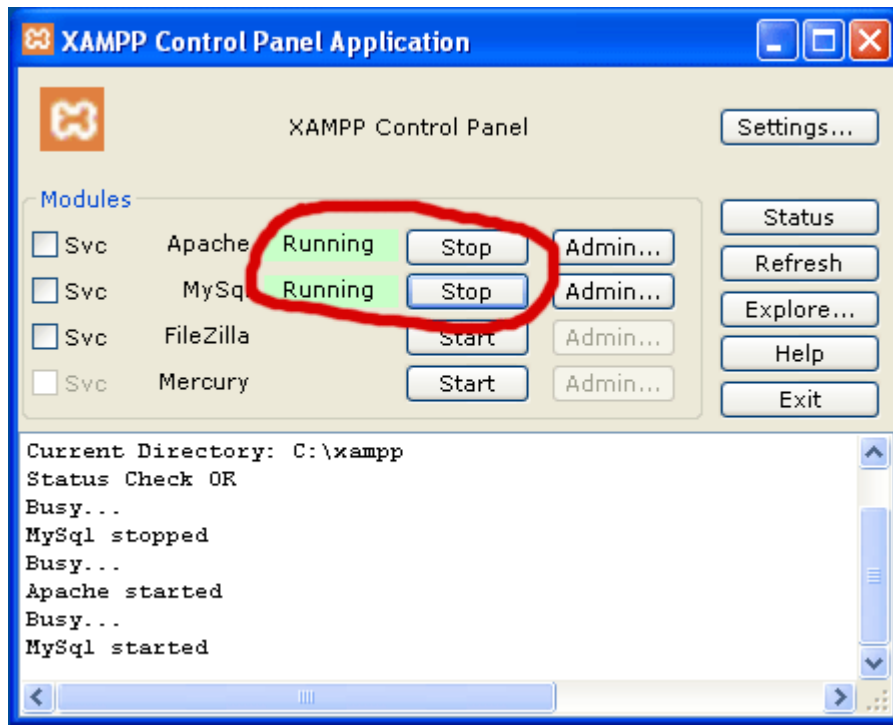 XAMPP Control Panel Application
XAMPP Control Panel
Settings...
Modules
Svc Apache Running Stop Admin...
Svc MySql Running Stop Admin...
Svc FileZilla Start Admin...
Svc Mercury Start Admin...
Status
Refresh
Explore...
Help
Exit
Current Directory: C:\xampp
Status Check OK
Busy...
MySql stopped
Busy...
Apache started
Busy...
MySql started